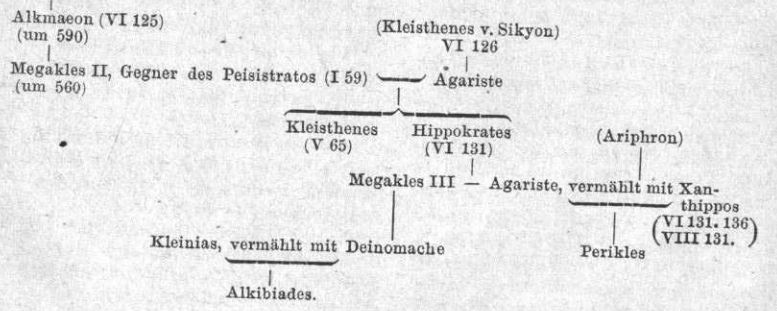 Alkmaeon (VI 125)
(um 590)
(Kleisthenes v. Sikyon)
VI 126
Megakles II, Gegner des Peisistratos (I 59) Agariste
(um 560)
Kleisthenes Hippokrates
(V 65) (VI 131)
(Ariphron)
Megakles III — Agariste, vermählt mit Xan-
thippos
(VI 131. 136)
(VIII 131.)
Kleinias, vermählt mit Deinomache
Perikles
Alkibiades.